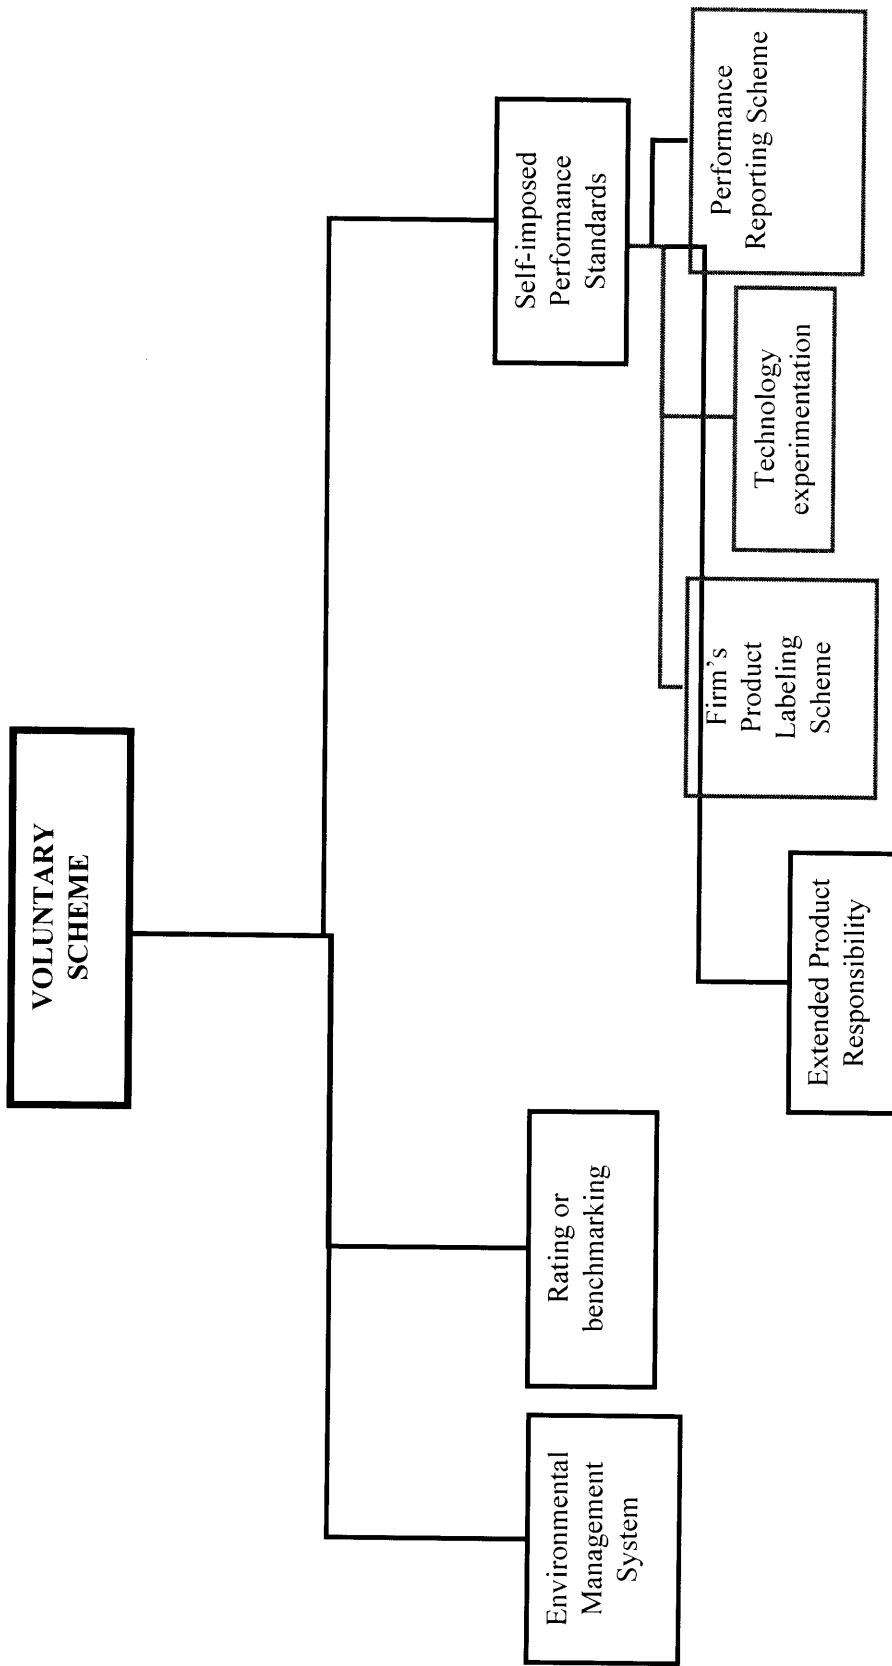 VOLUNTARY
SCHEME
Environmental
Management
System
Rating or
benchmarking
Self-imposed
Performance
Standards
Extended Product
Responsibility
Firm's
Product
Labeling
Scheme
Technology
experimentation
Performance
Reporting Scheme